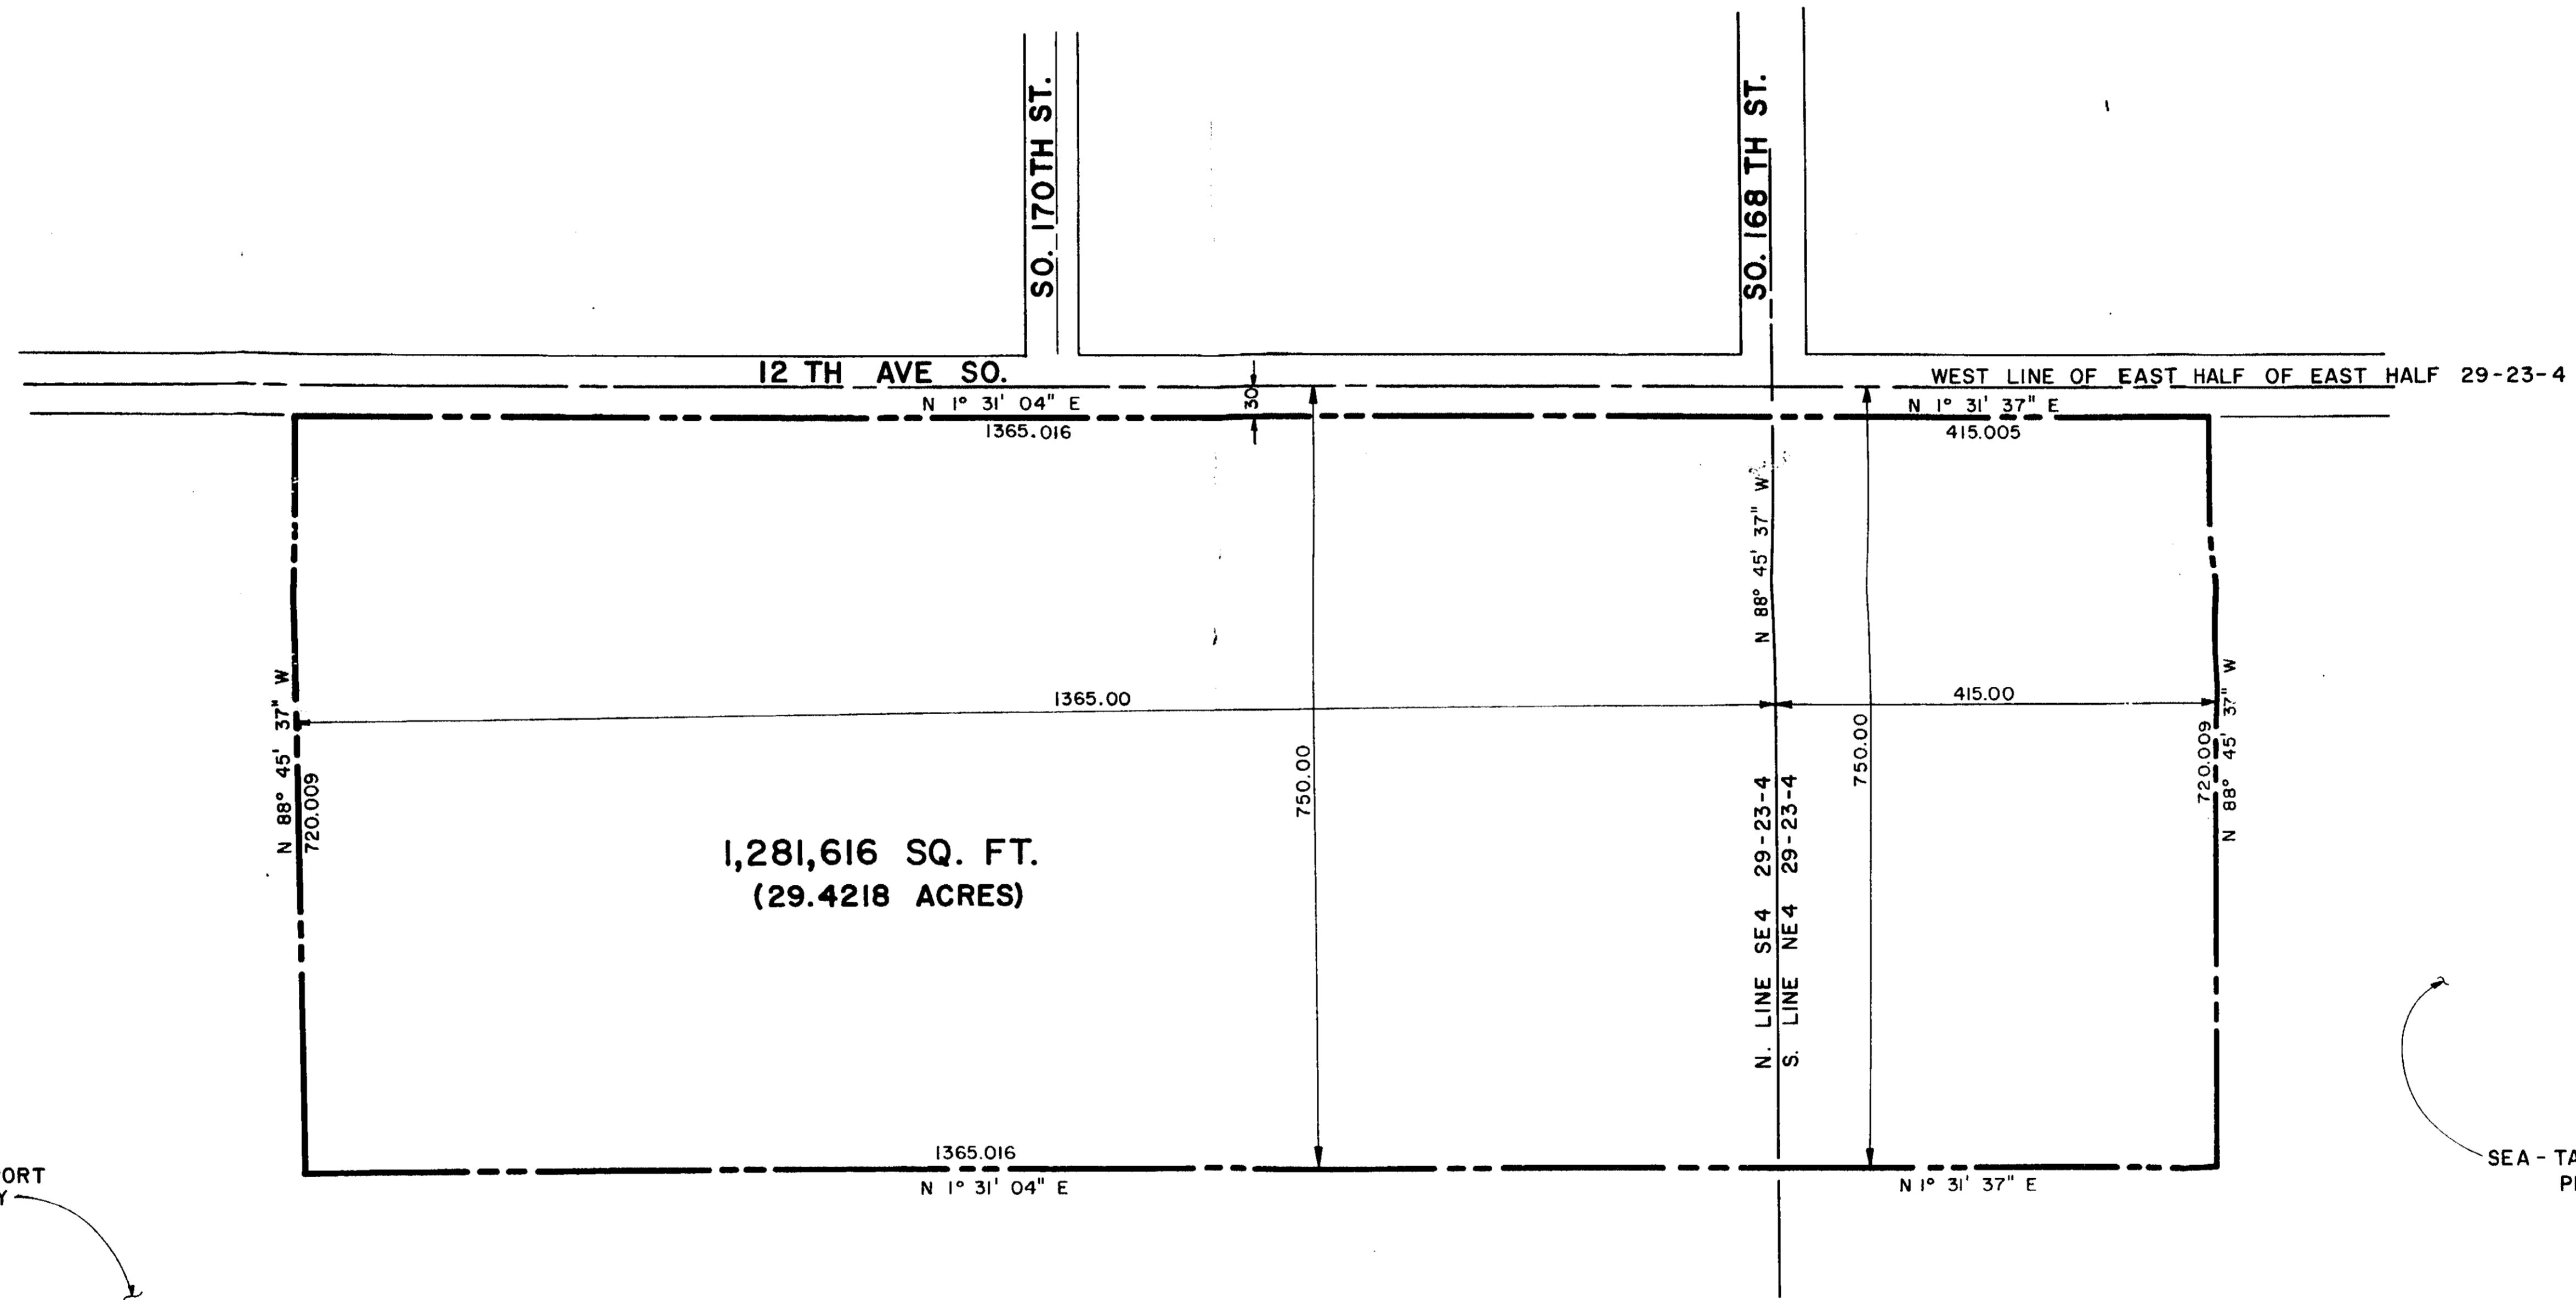 SO. 170TH ST.
SO. 168 TH ST.
12 TH AVE SO.
WEST LINE OF EAST HALF OF EAST HALF 29-23-4
N 1° 31' 04" E
30
N 1° 31' 37" E
1365.016
415.005
N 88° 45' 37" W
1365.00
415.00
N 88° 45' 37" W
720.009
750.00
750.00
720.009
N 88° 45' 37" W
1,281,616 SQ. FT.
(29.4218 ACRES)
N. LINE SE4 29-23-4
S. LINE NE4 29-23-4
1365.016
N 1° 31' 04" E
N 1° 31' 37" E
PORT
Y
SEA-TA
P